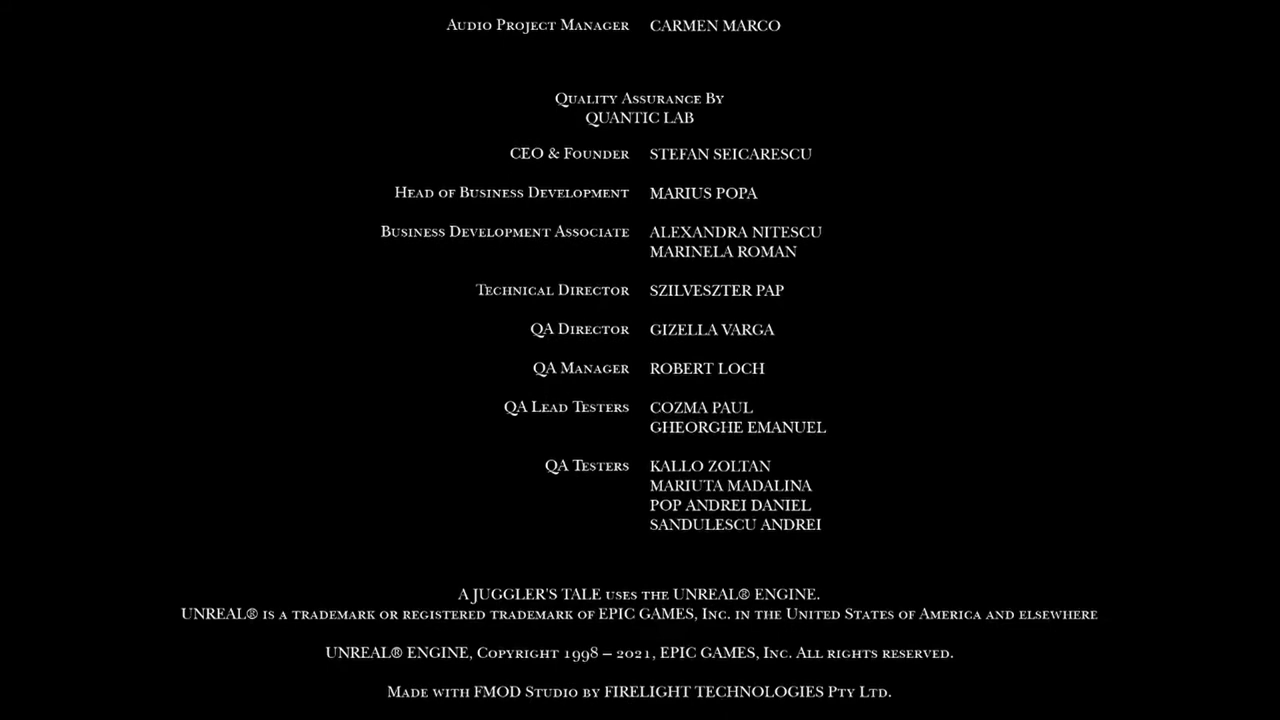 Audio Project Manager CARMEN MARCO
Quality Assurance By
QUANTIC LAB
CEO & Founder STEFAN SEICARESCU
Head of Business Development MARIUS POPA
Business Development Associate ALEXANDRA NITESCU
MARINELA ROMAN
Technical Director SZILVESZTER PAP
QA Director GIZELLA VARGA
QA Manager ROBERT LOCH
QA Lead Testers COZMA PAUL
GHEORGHE EMANUEL
QA Testers KALLO ZOLTAN
MARIUTA MADALINA
POP ANDREI DANIEL
SANDULESCU ANDREI
A JUGGLER'S TALE uses the UNREAL® ENGINE.
UNREAL® is a trademark or registered trademark of EPIC GAMES, Inc. in the United States of America and elsewhere
UNREAL® ENGINE, Copyright 1998 – 2021, EPIC GAMES, Inc. All rights reserved.
Made with FMOD Studio by FIRELIGHT TECHNOLOGIES Pty Ltd.